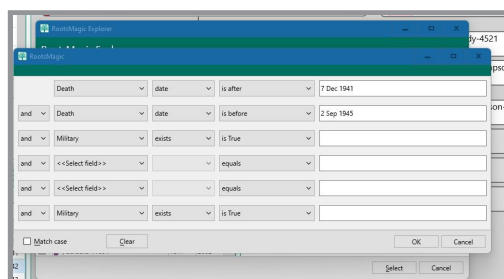 RootsMagic Explorer
dy-4521
RootsMagic
Death date is after 7 Dec 1941
and Death date is before 2 Sep 1945
and Military exists is True
and <<Select field>> equals
and <<Select field>> equals
and Military exists is True
Match case Clear OK Cancel
Select Cancel